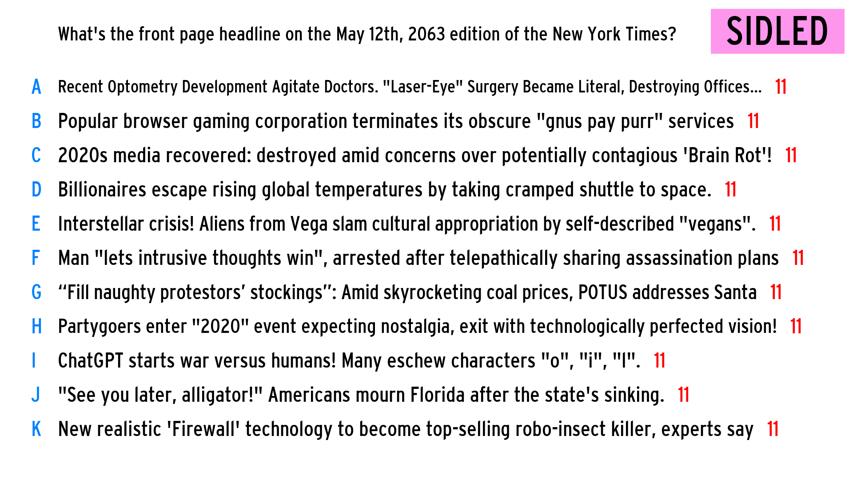 What's the front page headline on the May 12th, 2063 edition of the New York Times?
SIDLED
A Recent Optometry Development Agitate Doctors. "Laser-Eye" Surgery Became Literal, Destroying Offices... 11
B Popular browser gaming corporation terminates its obscure "gnus pay purr" services 11
C 2020s media recovered: destroyed amid concerns over potentially contagious 'Brain Rot'! 11
D Billionaires escape rising global temperatures by taking cramped shuttle to space. 11
E Interstellar crisis! Aliens from Vega slam cultural appropriation by self-described "vegans". 11
F Man "lets intrusive thoughts win", arrested after telepathically sharing assassination plans 11
G “Fill naughty protestors’ stockings”: Amid skyrocketing coal prices, POTUS addresses Santa 11
H Partygoers enter "2020" event expecting nostalgia, exit with technologically perfected vision! 11
I ChatGPT starts war versus humans! Many eschew characters "o", "i", "l". 11
J "See you later, alligator!" Americans mourn Florida after the state's sinking. 11
K New realistic 'Firewall' technology to become top-selling robo-insect killer, experts say 11